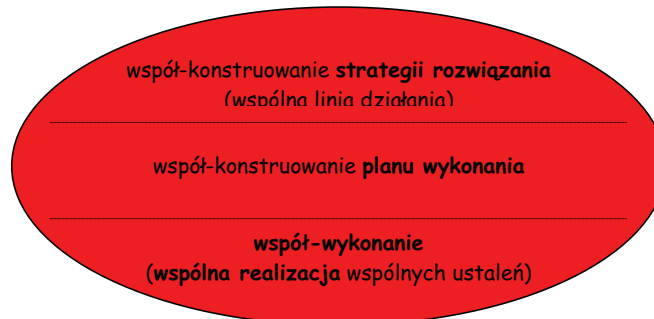 współ-konstruowanie strategii rozwiązania
(wspólna linia działania)
współ-konstruowanie planu wykonania
współ-wykonanie
(wspólna realizacja wspólnych ustaleń)